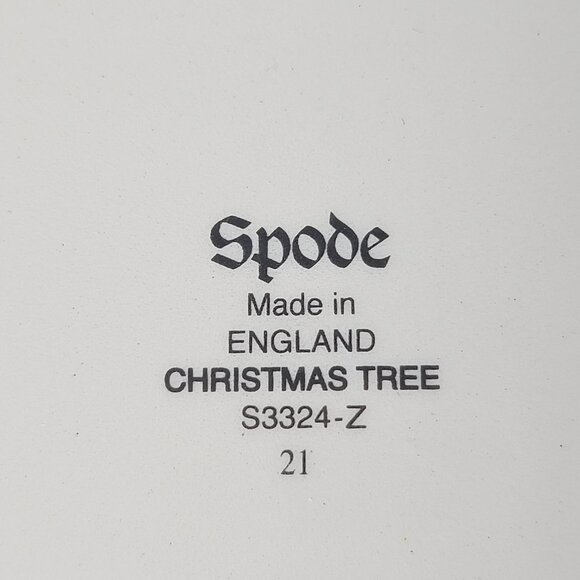 Spode
Made in
ENGLAND
CHRISTMAS TREE
S3324-Z
21